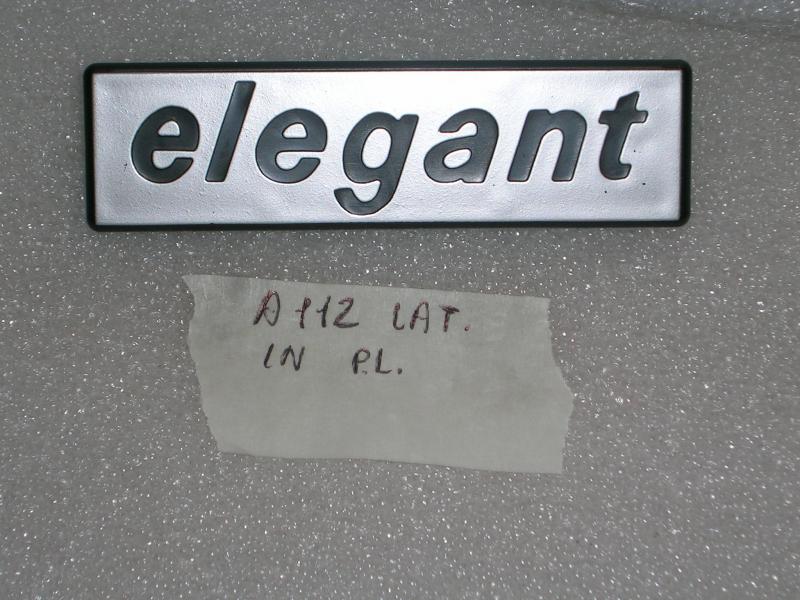 elegant
A112 LAT.
IN P.L.